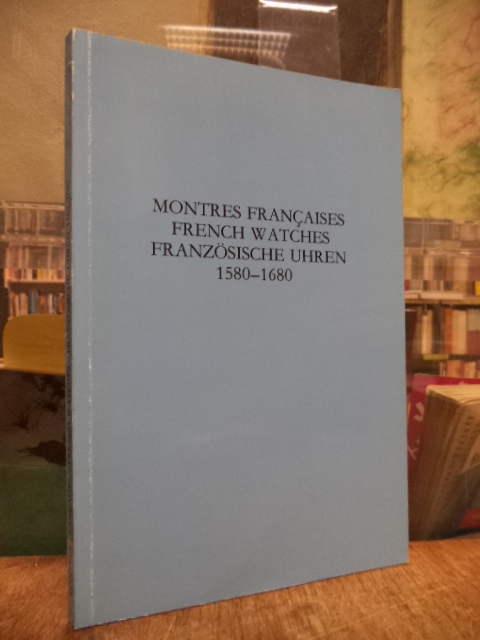 MONTRES FRANÇAISES
FRENCH WATCHES
FRANZÖSISCHE UHREN
1580–1680